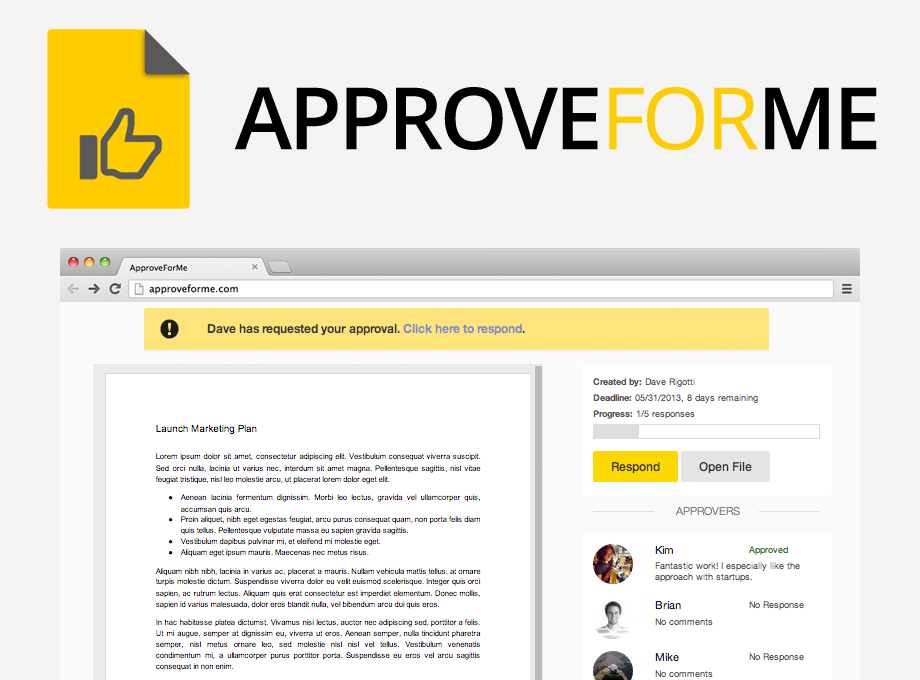 APPROVEFORME
ApproveForMe
approveforme.com
Dave has requested your approval. Click here to respond.
Launch Marketing Plan
Lorem ipsum dolor sit amet, consectetur adipiscing elit. Vestibulum consequat viverra suscipit.
Sed orci nulla, lacinia ut varius nec, interdum sit amet magna. Pellentesque sagittis, nisl vitae
feugiat tristique, nisl leo molestie arcu, ut placerat lorem dolor eget elit.
• Aenean lacinia fermentum dignissim. Morbi leo lectus, gravida vel ullamcorper quis,
accumsan quis arcu.
• Proin aliquet, nibh eget egestas feugiat, arcu purus consequat quam, non porta felis diam
quis tellus. Pellentesque vulputate massa eu sapien gravida sagittis.
• Vestibulum dapibus pulvinar mi, et eleifend mi molestie eget.
• Aliquam eget ipsum mauris. Maecenas nec metus risus.
Aliquam nibh nibh, lacinia in varius ac, placerat a mauris. Nullam vehicula mattis tellus, at ornare
turpis molestie dictum. Suspendisse viverra dolor eu velit euismod scelerisque. Integer quis orci
sapien, ac rutrum lectus. Aliquam quis erat consectetur est imperdiet elementum. Donec mollis,
sapien id varius malesuada, dolor eros blandit nulla, vel bibendum arcu dui quis eros.
In hac habitasse platea dictumst. Vivamus nisi lectus, auctor nec adipiscing sed, porttitor a felis.
Ut mi augue, semper at dignissim eu, viverra ut eros. Aenean semper, nulla tincidunt pharetra
semper, nisl metus ornare leo, sed molestie nisl nisl vel tellus. Vestibulum venenatis
condimentum mi, a ullamcorper purus porttitor porta. Suspendisse eu eros vel arcu sagittis
consequat in non enim.
Created by: Dave Rigotti
Deadline: 05/31/2013, 8 days remaining
Progress: 1/5 responses
Respond Open File
APPROVERS
Kim Approved
Fantastic work! I especially like the
approach with startups.
Brian No Response
No comments
Mike No Response
No comments